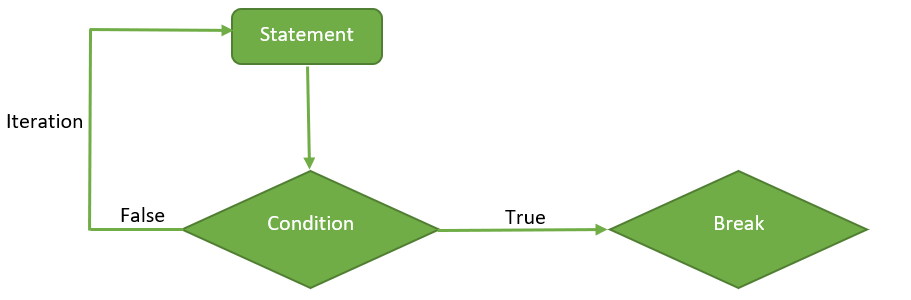 Statement
Iteration
False
Condition
True
Break